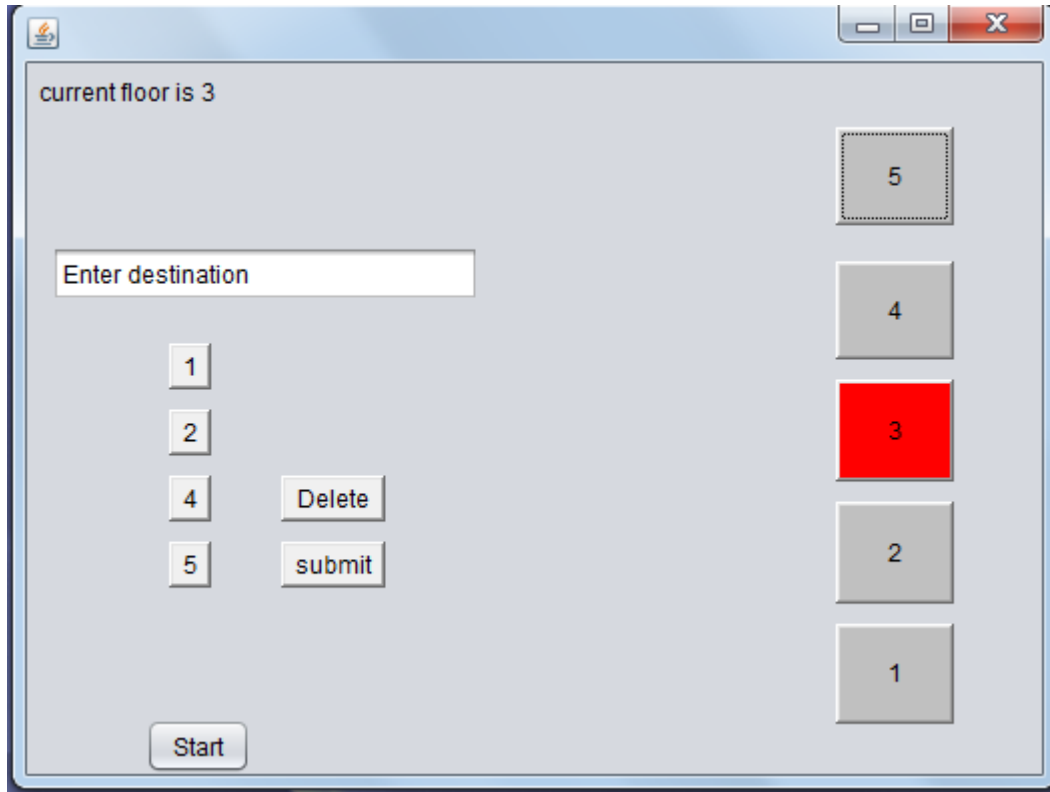 current floor is 3
5
Enter destination
4
1
3
2
4 Delete
2
5 submit
1
Start